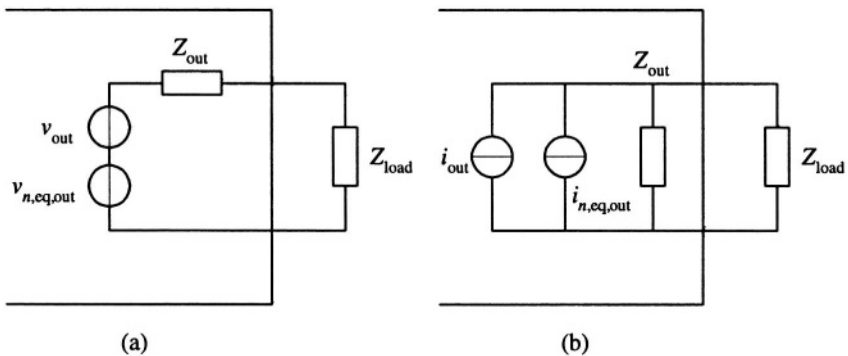 Z_out
v_out
v_n,eq,out
Z_load
(a)
Z_out
i_out
i_n,eq,out
Z_load
(b)